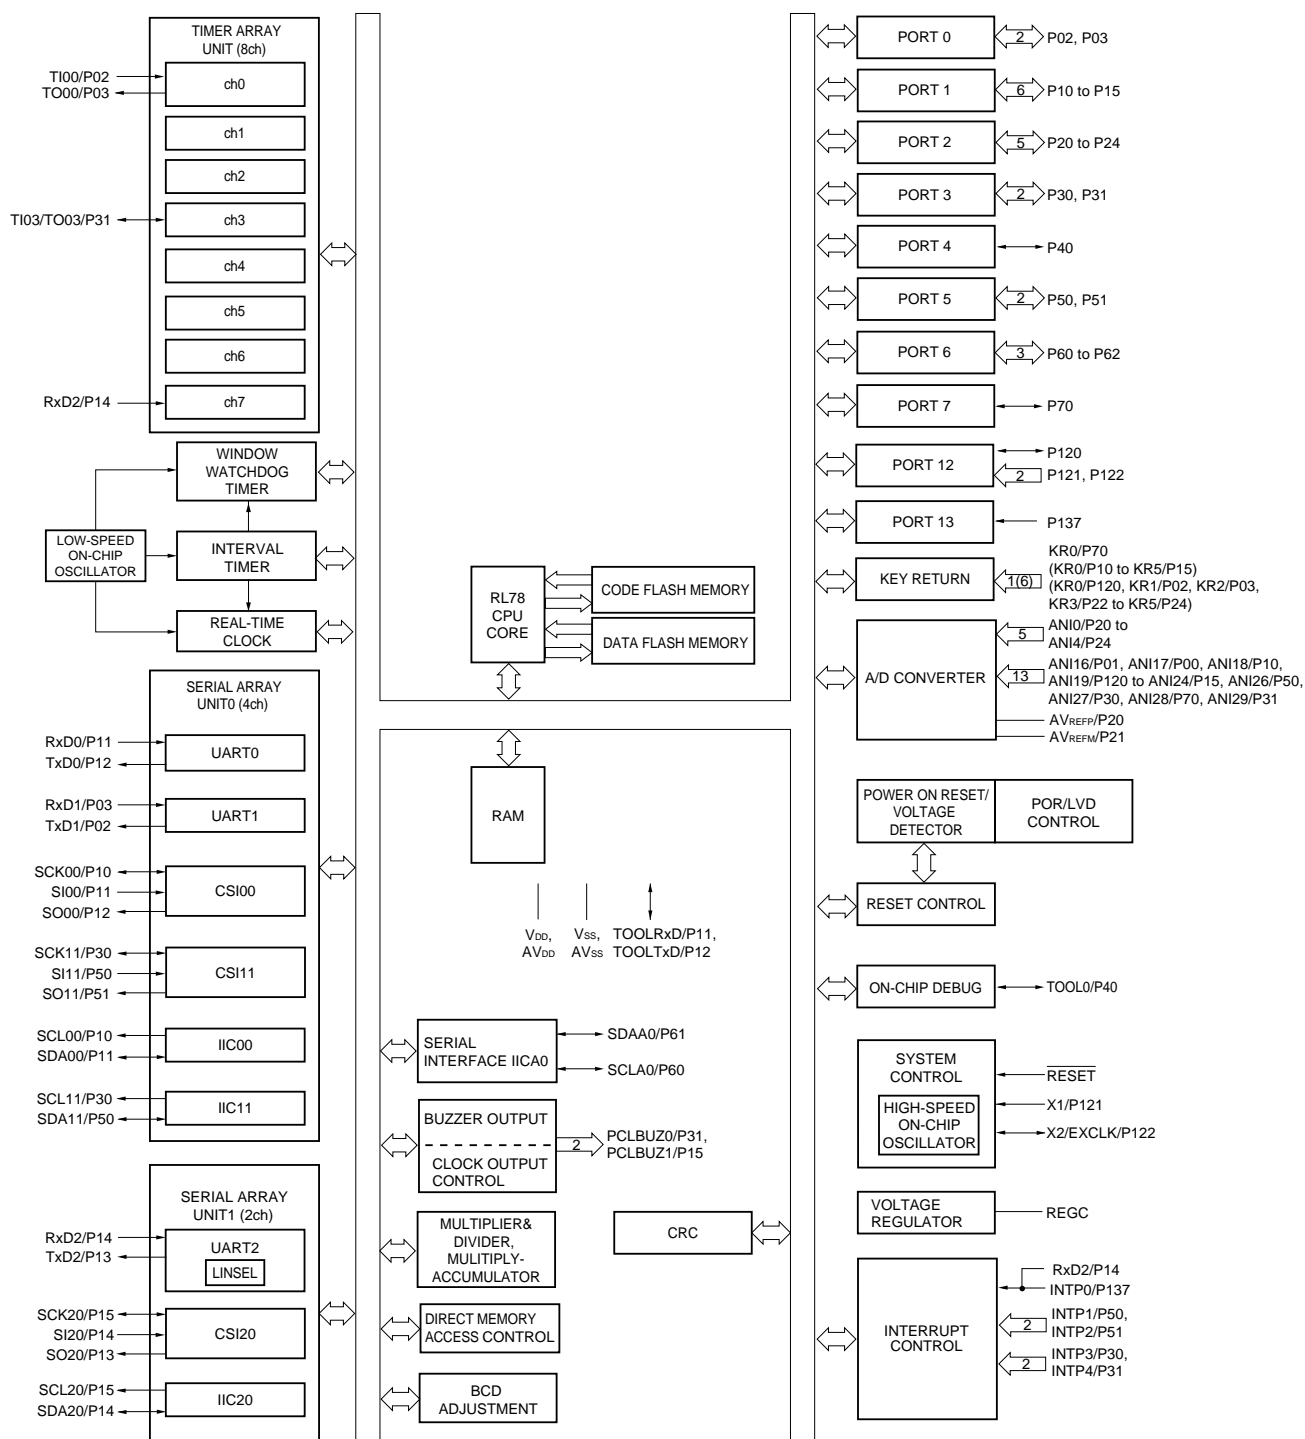 TIMER ARRAY
UNIT (8ch)
TI00/P02
TO00/P03
ch0
ch1
ch2
TI03/TO03/P31
ch3
ch4
ch5
ch6
RxD2/P14
ch7
WINDOW
WATCHDOG
TIMER
LOW-SPEED
ON-CHIP
OSCILLATOR
INTERVAL
TIMER
REAL-TIME
CLOCK
SERIAL ARRAY
UNIT0 (4ch)
RxD0/P11
TxD0/P12
UART0
RxD1/P03
TxD1/P02
UART1
SCK00/P10
SI00/P11
SO00/P12
CSI00
SCK11/P30
SI11/P50
SO11/P51
CSI11
SCL00/P10
SDA00/P11
IIC00
SCL11/P30
SDA11/P50
IIC11
SERIAL ARRAY
UNIT1 (2ch)
RxD2/P14
TxD2/P13
UART2
LINSEL
SCK20/P15
SI20/P14
SO20/P13
CSI20
SCL20/P15
SDA20/P14
IIC20
RL78
CPU
CORE
CODE FLASH MEMORY
DATA FLASH MEMORY
RAM
VDD,
AVDD
VSS,
AVSS
TOOLRxD/P11,
TOOLTxD/P12
SERIAL
INTERFACE IICA0
SDAA0/P61
SCLA0/P60
BUZZER OUTPUT
CLOCK OUTPUT
CONTROL
2
PCLBUZ0/P31,
PCLBUZ1/P15
MULTIPLIER&
DIVIDER,
MULITIPLY-
ACCUMULATOR
DIRECT MEMORY
ACCESS CONTROL
BCD
ADJUSTMENT
CRC
PORT 0
2
P02, P03
PORT 1
6
P10 to P15
PORT 2
5
P20 to P24
PORT 3
2
P30, P31
PORT 4
P40
PORT 5
2
P50, P51
PORT 6
3
P60 to P62
PORT 7
P70
PORT 12
P120
2
P121, P122
PORT 13
P137
KEY RETURN
1(6)
KR0/P70
(KR0/P10 to KR5/P15)
(KR0/P120, KR1/P02, KR2/P03,
KR3/P22 to KR5/P24)
A/D CONVERTER
5
ANI0/P20 to
ANI4/P24
13
ANI16/P01, ANI17/P00, ANI18/P10,
ANI19/P120 to ANI24/P15, ANI26/P50,
ANI27/P30, ANI28/P70, ANI29/P31
AVREFP/P20
AVREFM/P21
POWER ON RESET/
VOLTAGE
DETECTOR
POR/LVD
CONTROL
RESET CONTROL
ON-CHIP DEBUG
TOOL0/P40
SYSTEM
CONTROL
HIGH-SPEED
ON-CHIP
OSCILLATOR
RESET
X1/P121
X2/EXCLK/P122
VOLTAGE
REGULATOR
REGC
INTERRUPT
CONTROL
RxD2/P14
INTP0/P137
2
INTP1/P50,
INTP2/P51
2
INTP3/P30,
INTP4/P31